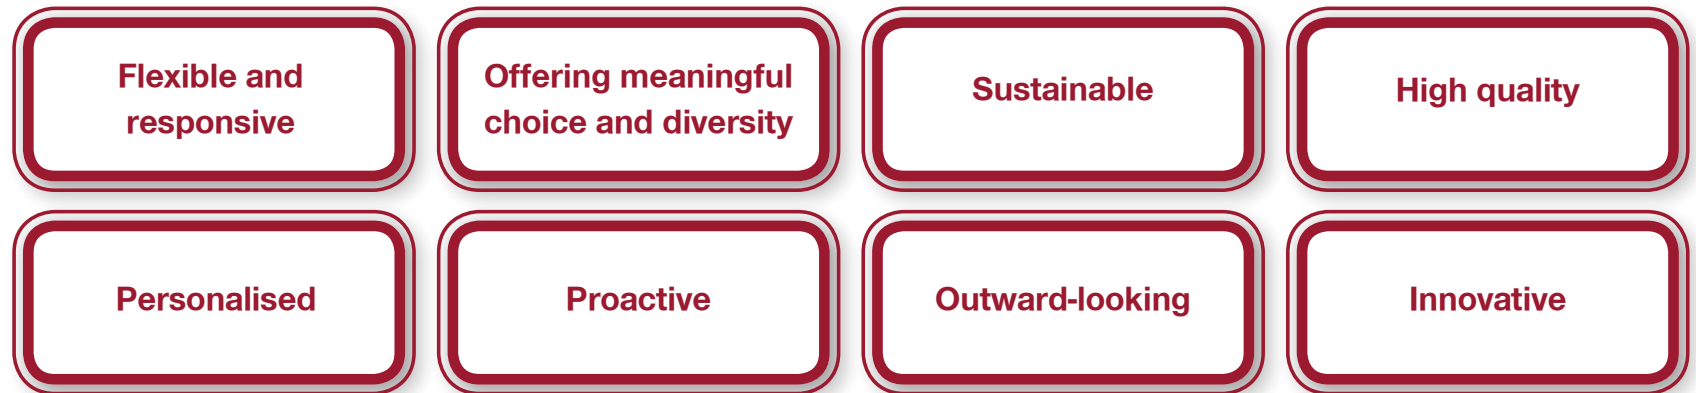 Flexible and
responsive
Offering meaningful
choice and diversity
Sustainable
High quality
Personalised
Proactive
Outward-looking
Innovative